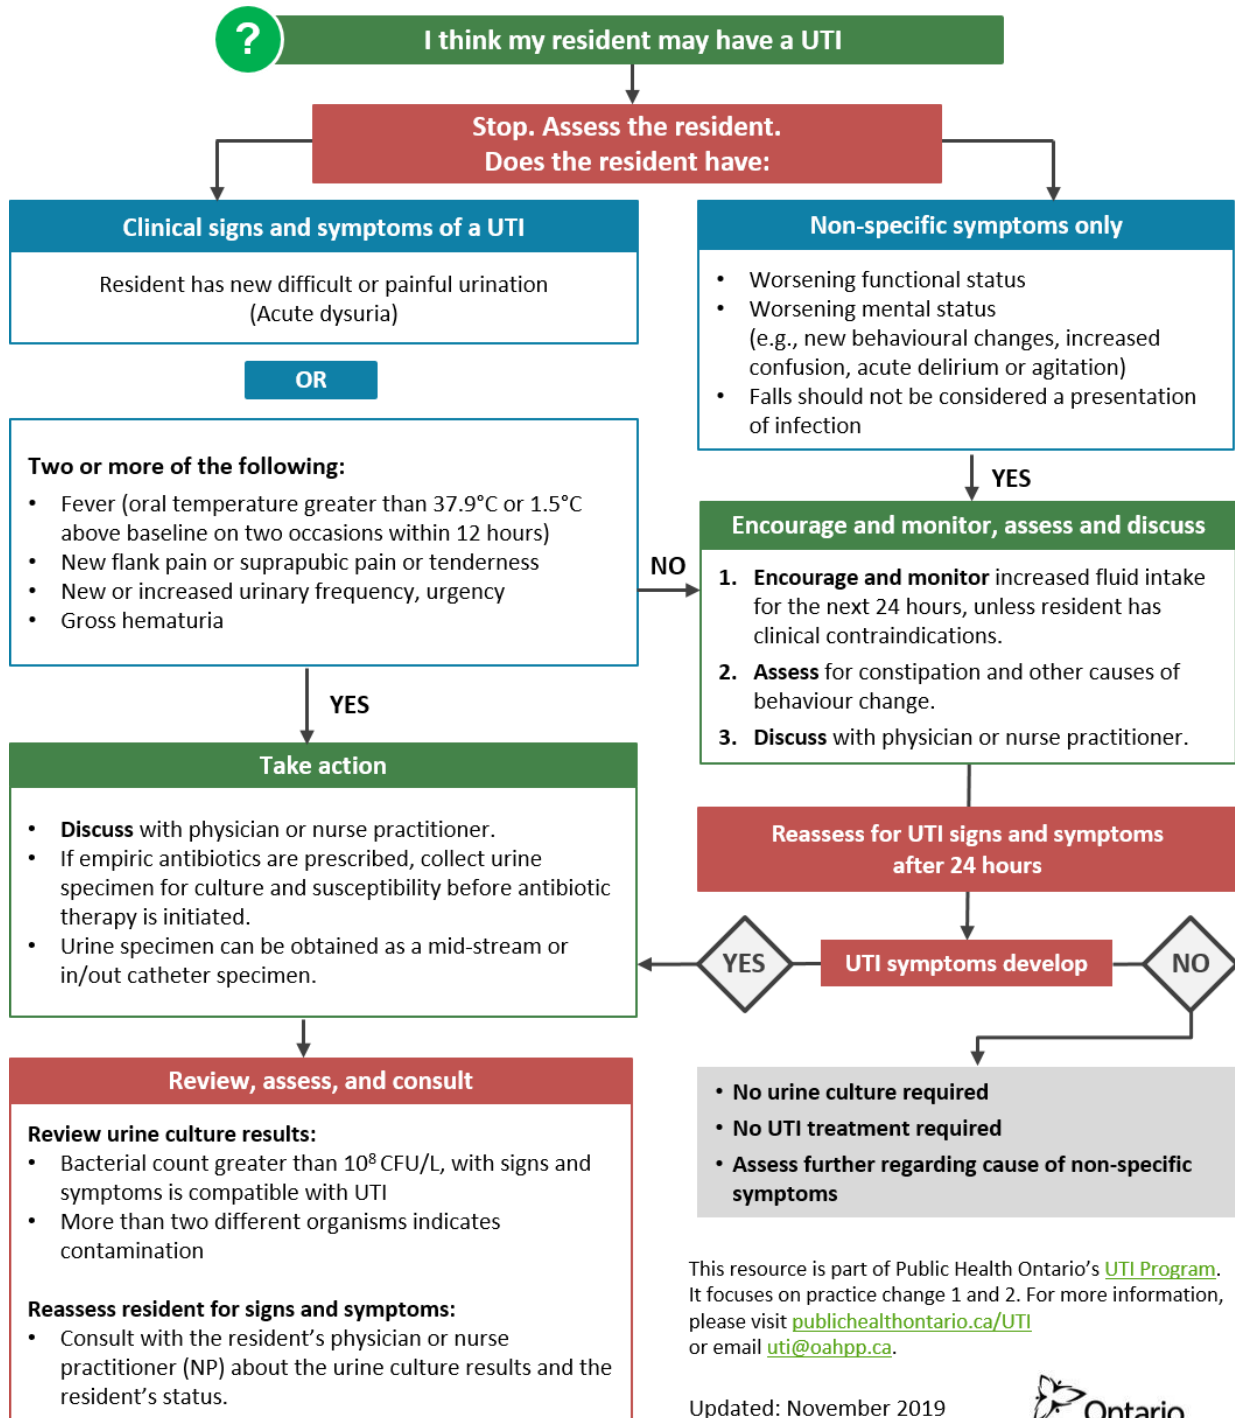 ?
I think my resident may have a UTI
Stop. Assess the resident.
Does the resident have:
Clinical signs and symptoms of a UTI
Resident has new difficult or painful urination
(Acute dysuria)
OR
Two or more of the following:
• Fever (oral temperature greater than 37.9°C or 1.5°C
above baseline on two occasions within 12 hours)
• New flank pain or suprapubic pain or tenderness
• New or increased urinary frequency, urgency
• Gross hematuria
NO
YES
Non-specific symptoms only
• Worsening functional status
• Worsening mental status
(e.g., new behavioural changes, increased
confusion, acute delirium or agitation)
• Falls should not be considered a presentation
of infection
YES
Encourage and monitor, assess and discuss
1. Encourage and monitor increased fluid intake
for the next 24 hours, unless resident has
clinical contraindications.
2. Assess for constipation and other causes of
behaviour change.
3. Discuss with physician or nurse practitioner.
Reassess for UTI signs and symptoms
after 24 hours
YES
UTI symptoms develop
NO
Take action
• Discuss with physician or nurse practitioner.
• If empiric antibiotics are prescribed, collect urine
specimen for culture and susceptibility before antibiotic
therapy is initiated.
• Urine specimen can be obtained as a mid-stream or
in/out catheter specimen.
Review, assess, and consult
Review urine culture results:
• Bacterial count greater than 10⁸ CFU/L, with signs and
symptoms is compatible with UTI
• More than two different organisms indicates
contamination
Reassess resident for signs and symptoms:
• Consult with the resident's physician or nurse
practitioner (NP) about the urine culture results and the
resident's status.
• No urine culture required
• No UTI treatment required
• Assess further regarding cause of non-specific
symptoms
This resource is part of Public Health Ontario's UTI Program.
It focuses on practice change 1 and 2. For more information,
please visit publichealthontario.ca/UTI
or email uti@oahpp.ca.
Updated: November 2019
Ontario